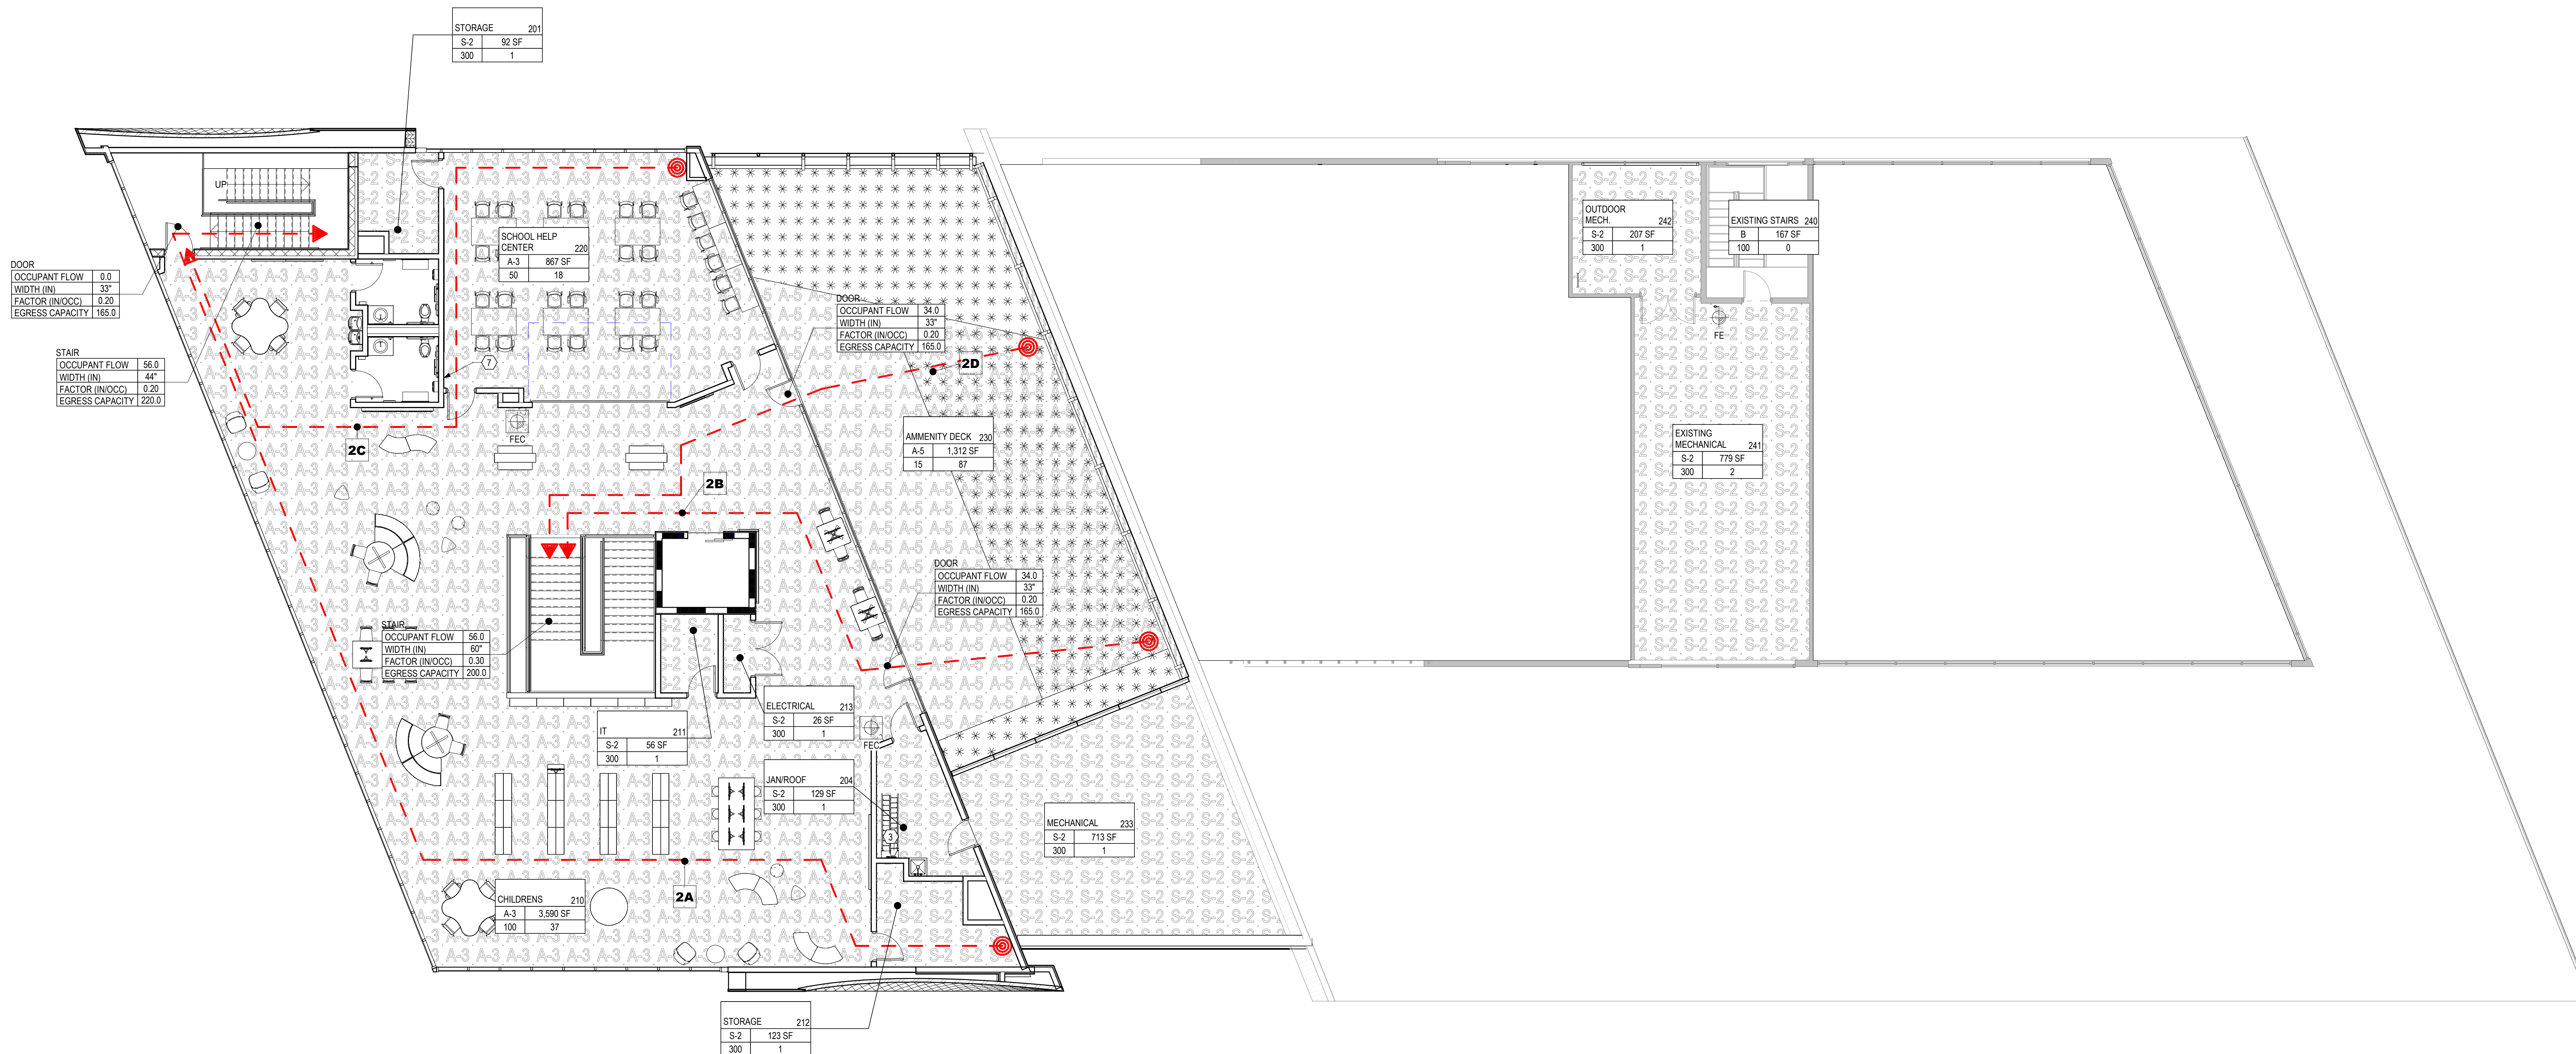 STORAGE 201
S-2 92 SF
300 1
UP
DOOR
OCCUPANT FLOW 0.0
WIDTH (IN) 33"
FACTOR (IN/OCC) 0.20
EGRESS CAPACITY 165.0
STAIR
OCCUPANT FLOW 56.0
WIDTH (IN) 44"
FACTOR (IN/OCC) 0.20
EGRESS CAPACITY 220.0
SCHOOL HELP
CENTER 220
A-3 867 SF
50 18
7
FEC
2C
DOOR
OCCUPANT FLOW 34.0
WIDTH (IN) 33"
FACTOR (IN/OCC) 0.20
EGRESS CAPACITY 165.0
2D
AMMENITY DECK 230
A-5 1,312 SF
15 87
2B
OUTDOOR
MECH. 242
S-2 207 SF
300 1
EXISTING STAIRS 240
B 167 SF
100 0
FE
EXISTING
MECHANICAL 241
S-2 779 SF
300 2
DOOR
OCCUPANT FLOW 34.0
WIDTH (IN) 33"
FACTOR (IN/OCC) 0.20
EGRESS CAPACITY 165.0
STAIR
OCCUPANT FLOW 56.0
WIDTH (IN) 60"
FACTOR (IN/OCC) 0.30
EGRESS CAPACITY 200.0
ELECTRICAL 213
S-2 26 SF
300 1
IT 211
S-2 56 SF
300 1
FEC
JAN/ROOF 204
S-2 129 SF
300 1
3
MECHANICAL 233
S-2 713 SF
300 1
2A
CHILDRENS 210
A-3 3,590 SF
100 37
STORAGE 212
S-2 123 SF
300 1